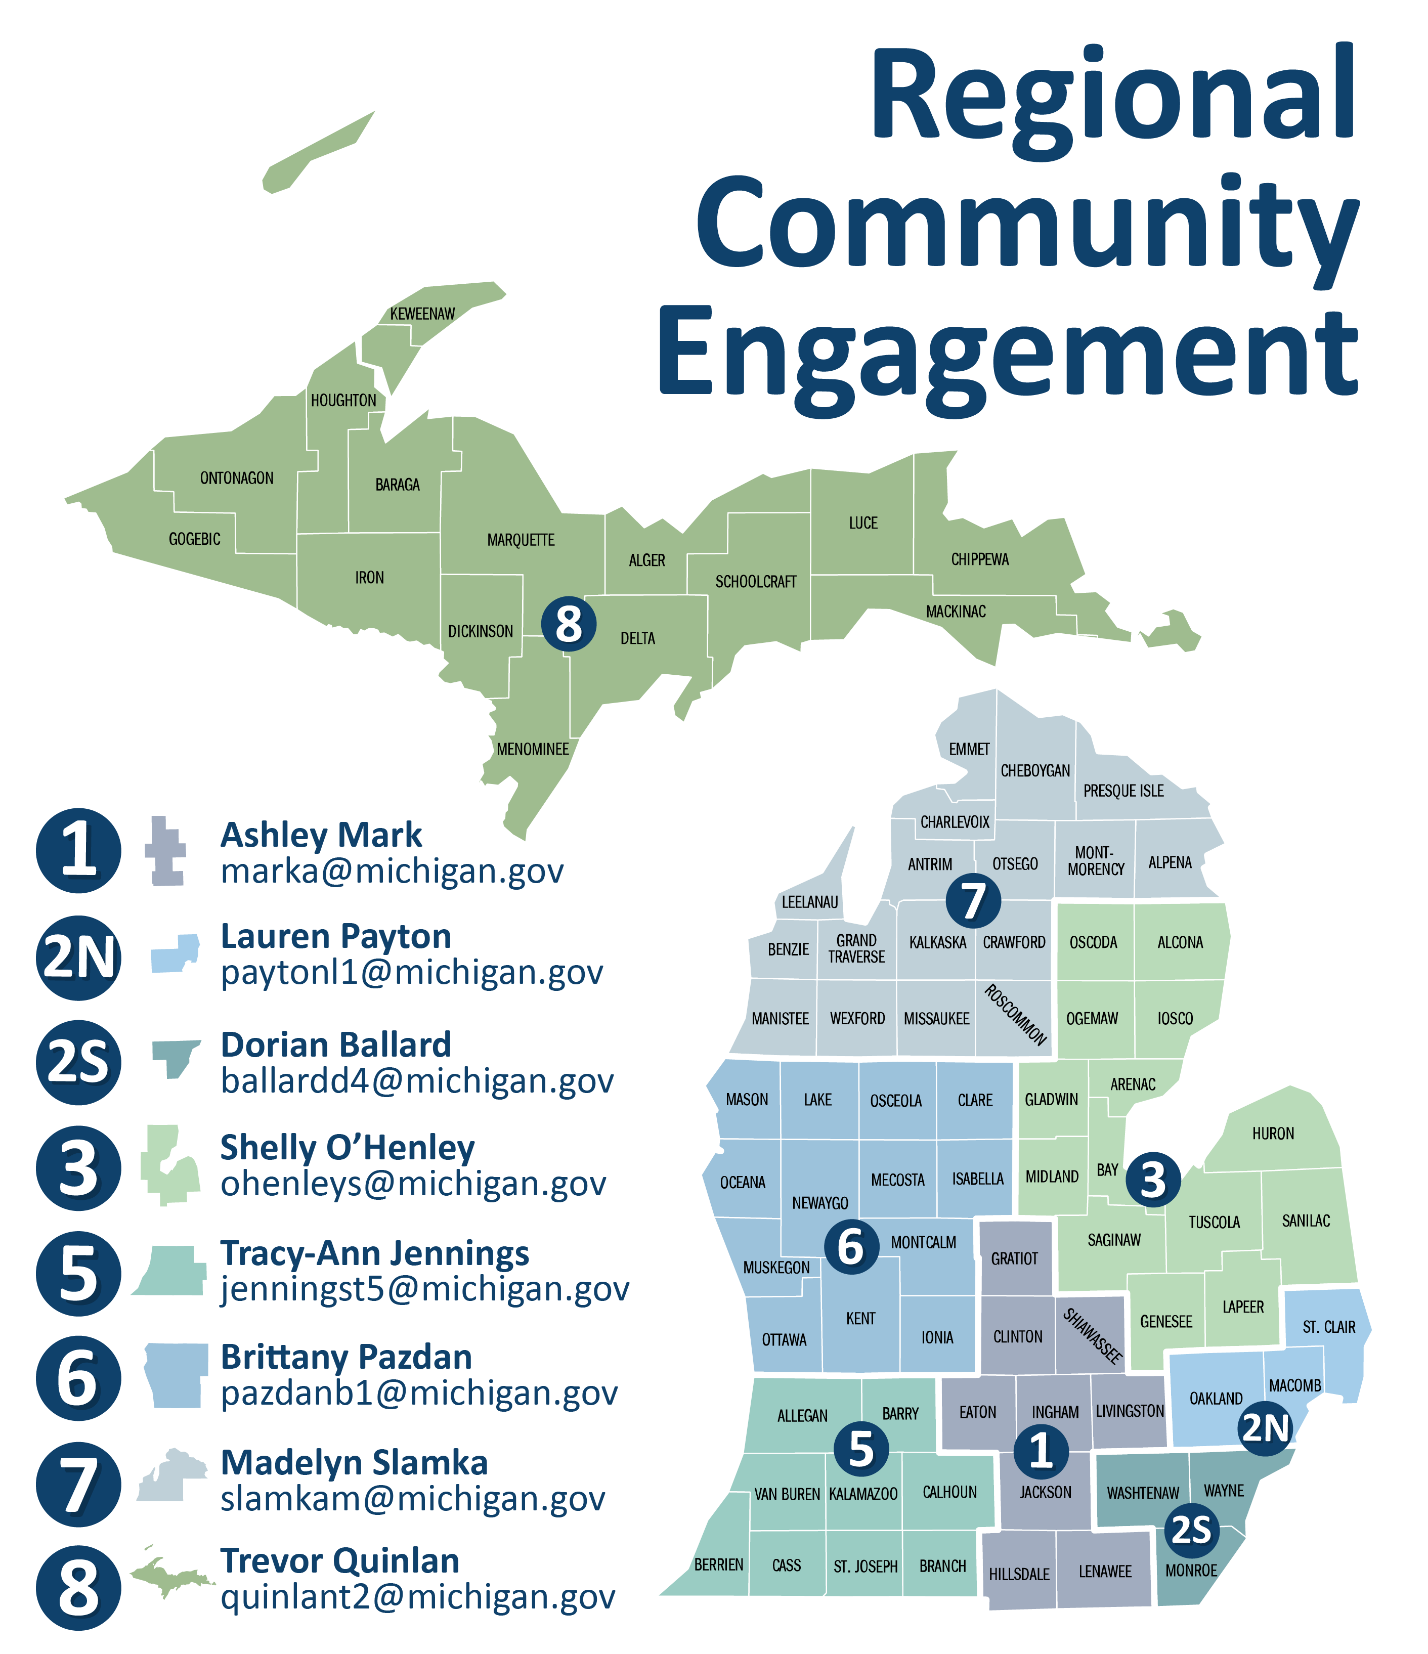 Regional
Community
Engagement
KEWEENAW
HOUGHTON
ONTONAGON
BARAGA
GOGEBIC
IRON
MARQUETTE
ALGER
LUCE
CHIPPEWA
SCHOOLCRAFT
MACKINAC
DICKINSON
8
DELTA
MENOMINEE
EMMET
CHEBOYGAN
PRESQUE ISLE
CHARLEVOIX
ANTRIM
OTSEGO
MONT-
MORENCY
ALPENA
7
LEELANAU
BENZIE
GRAND
TRAVERSE
KALKASKA
CRAWFORD
OSCODA
ALCONA
MANISTEE
WEXFORD
MISSAUKEE
ROSCOMMON
OGEMAW
IOSCO
MASON
LAKE
OSCEOLA
CLARE
GLADWIN
ARENAC
HURON
OCEANA
NEWAYGO
MECOSTA
ISABELLA
MIDLAND
BAY
3
TUSCOLA
SANILAC
SAGINAW
MUSKEGON
6
MONTCALM
GRATIOT
OTTAWA
KENT
IONIA
CLINTON
SHIAWASSEE
GENESEE
LAPEER
ST. CLAIR
ALLEGAN
BARRY
EATON
INGHAM
LIVINGSTON
OAKLAND
MACOMB
2N
5
1
VAN BUREN
KALAMAZOO
CALHOUN
JACKSON
WASHTENAW
WAYNE
2S
BERRIEN
CASS
ST. JOSEPH
BRANCH
HILLSDALE
LENAWEE
MONROE
1
Ashley Mark
marka@michigan.gov
2N
Lauren Payton
paytonl1@michigan.gov
2S
Dorian Ballard
ballardd4@michigan.gov
3
Shelly O’Henley
ohenleys@michigan.gov
5
Tracy-Ann Jennings
jenningst5@michigan.gov
6
Brittany Pazdan
pazdanb1@michigan.gov
7
Madelyn Slamka
slamkam@michigan.gov
8
Trevor Quinlan
quinlant2@michigan.gov